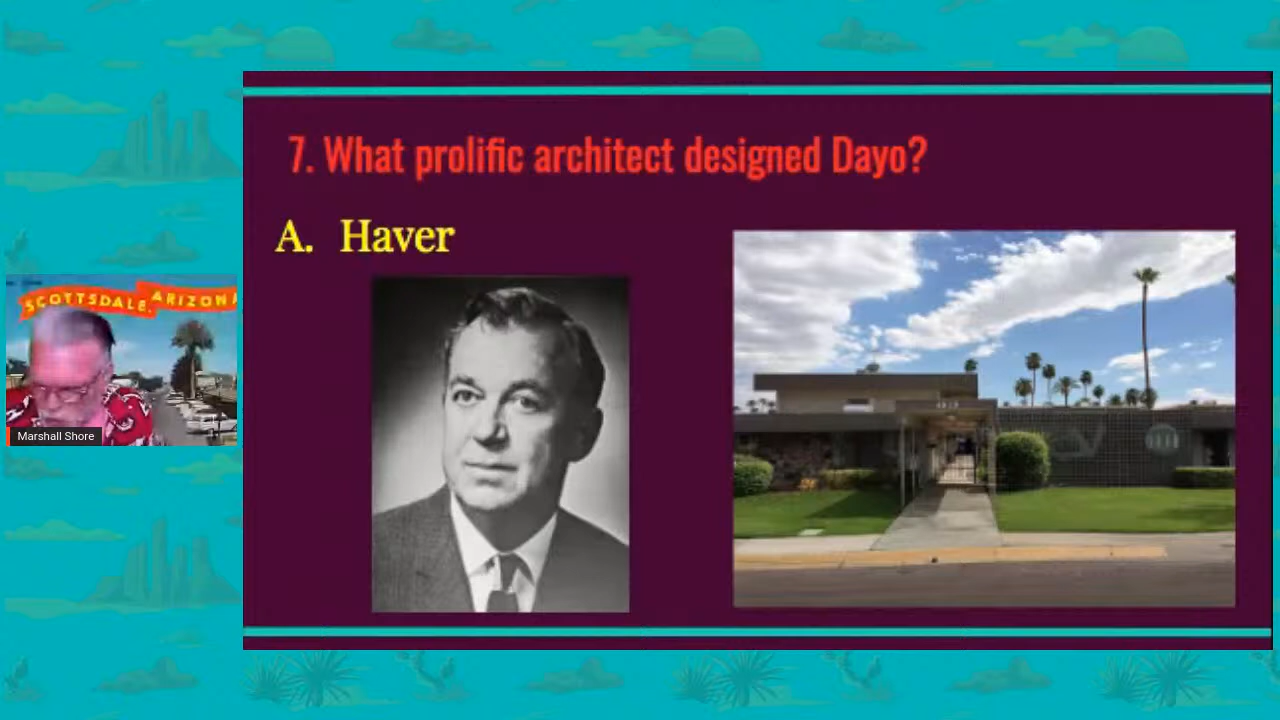 7. What prolific architect designed Dayo?
A. Haver
SCOTTSDALE, ARIZONA
Marshall Shore